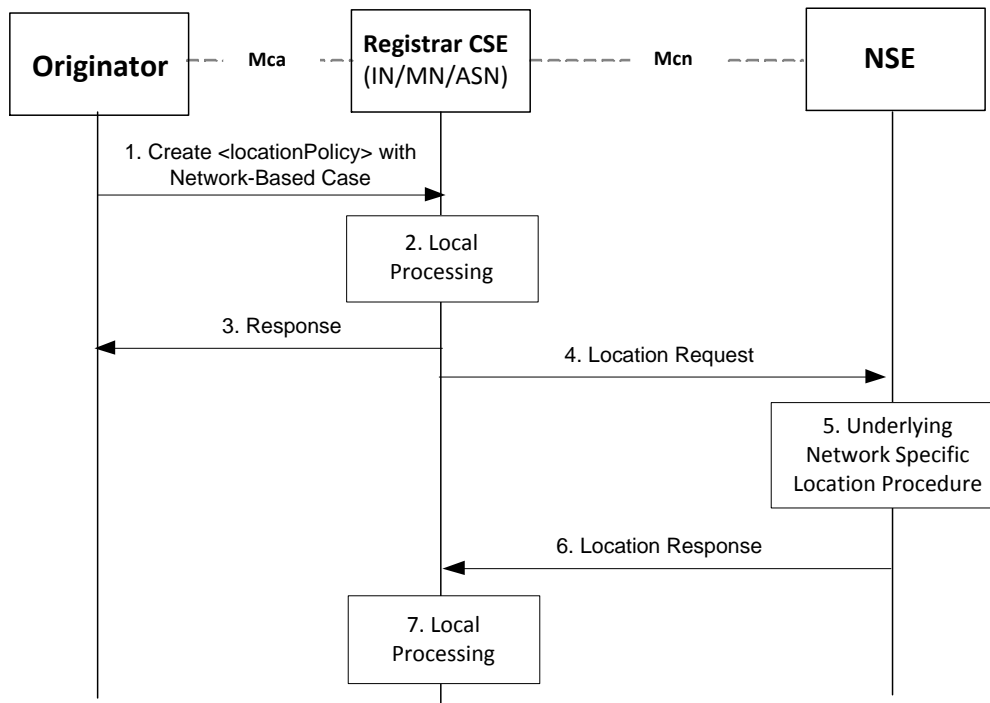 Originator
Mca
Registrar CSE
(IN/MN/ASN)
Mcn
NSE
1. Create <locationPolicy> with
Network-Based Case
2. Local
Processing
3. Response
4. Location Request
5. Underlying
Network Specific
Location Procedure
6. Location Response
7. Local
Processing